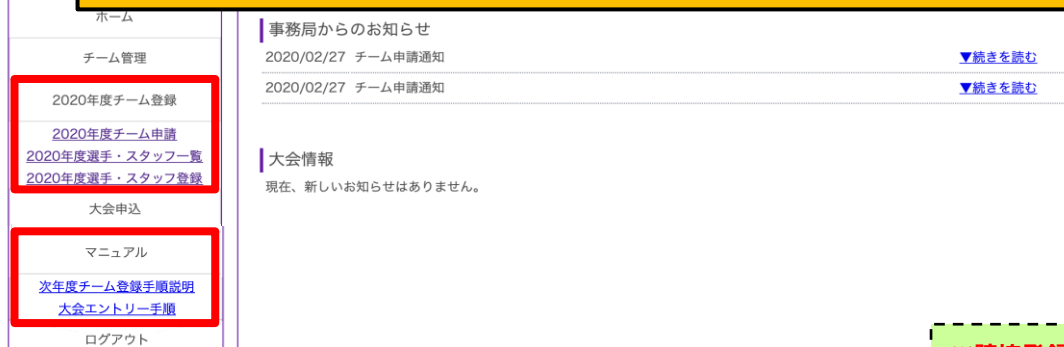 ホーム
チーム管理
2020年度チーム登録
2020年度チーム申請
2020年度選手・スタッフ一覧
2020年度選手・スタッフ登録
大会申込
マニュアル
次年度チーム登録手順説明
大会エントリー手順
ログアウト
事務局からのお知らせ
2020/02/27 チーム申請通知 ▼続きを読む
2020/02/27 チーム申請通知 ▼続きを読む
大会情報
現在、新しいお知らせはありません。